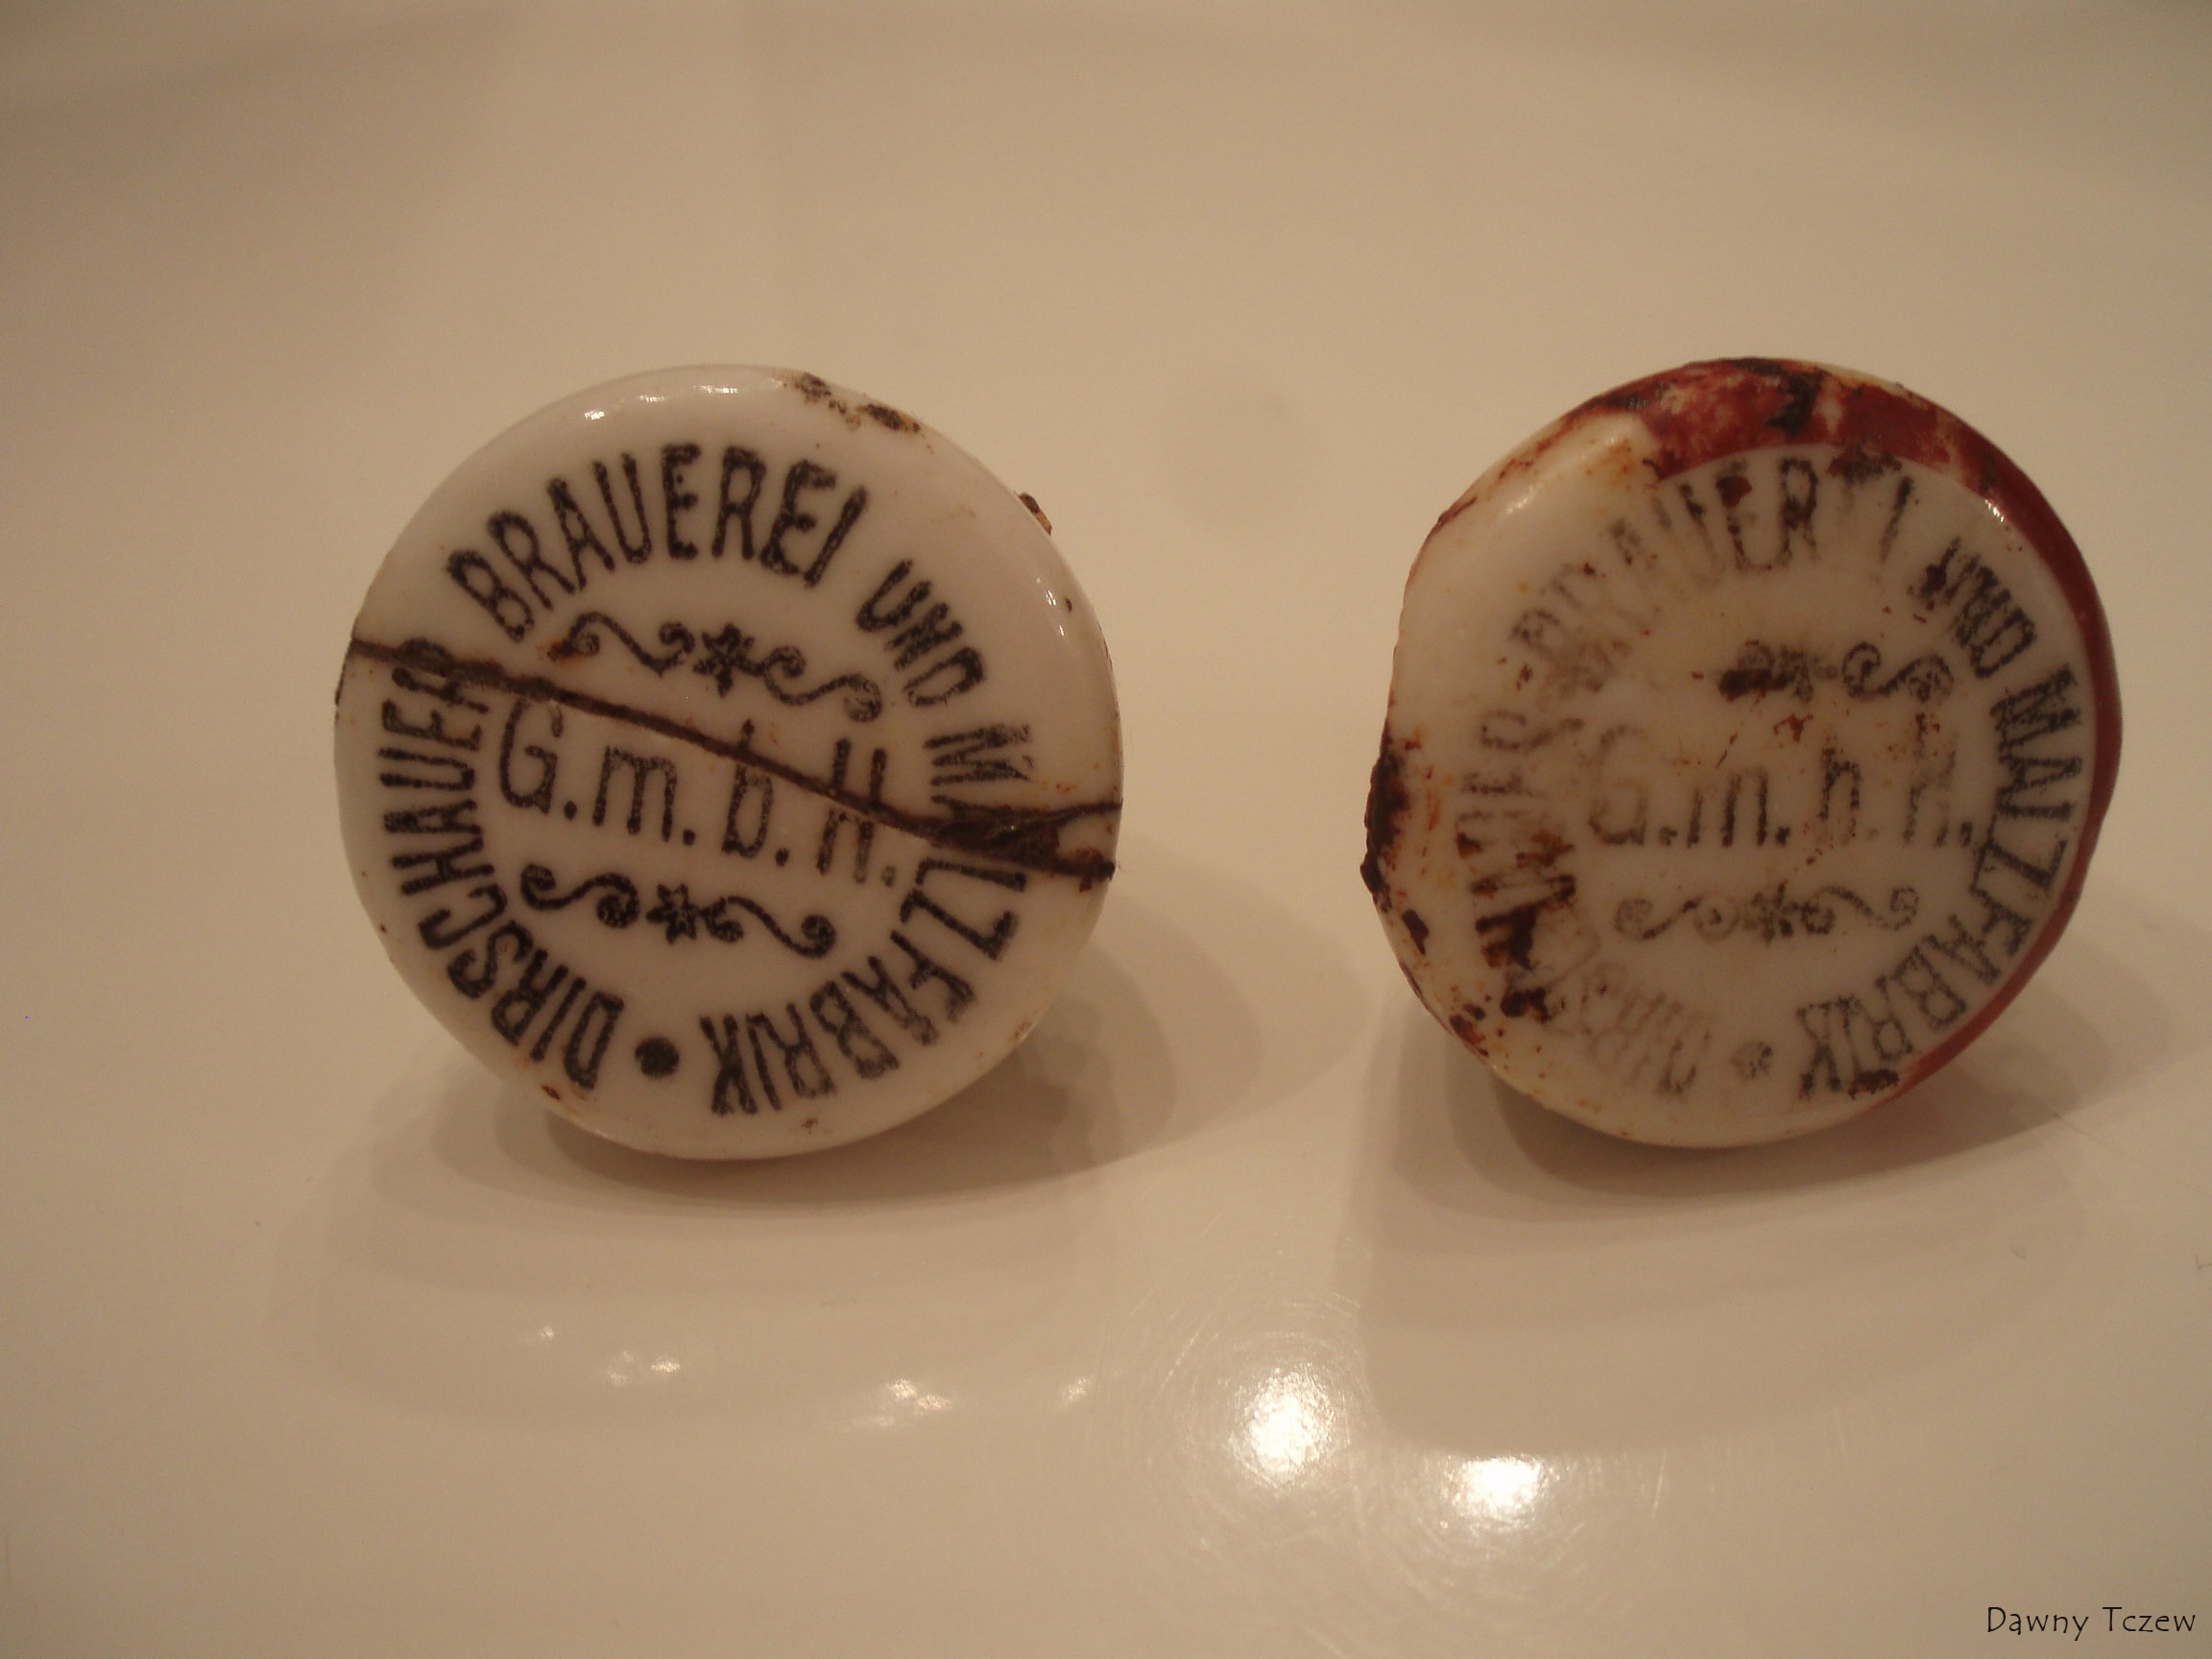 DIRSCHAUER BRAUEREI UND MALZFABRIK •
G.m.b.H.
BRAUEREI UND MALZFABRIK •
G.m.b.H.
Dawny Tczew